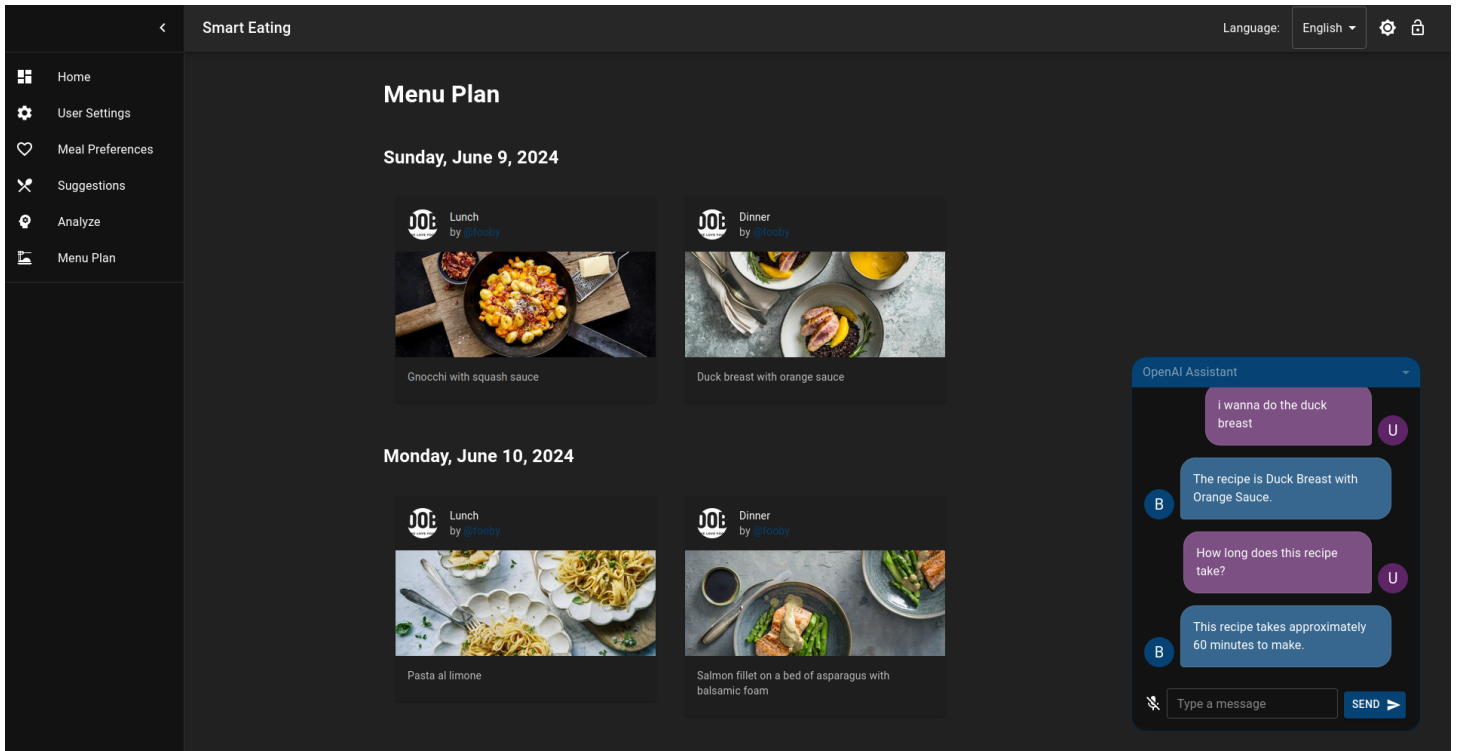 Smart Eating
Language:
English
Home
User Settings
Meal Preferences
Suggestions
Analyze
Menu Plan
Menu Plan
Sunday, June 9, 2024
Lunch
by @fooby
Gnocchi with squash sauce
Dinner
by @fooby
Duck breast with orange sauce
Monday, June 10, 2024
Lunch
by @fooby
Pasta al limone
Dinner
by @fooby
Salmon fillet on a bed of asparagus with
balsamic foam
OpenAI Assistant
i wanna do the duck
breast
U
The recipe is Duck Breast with
Orange Sauce.
B
How long does this recipe
take?
U
This recipe takes approximately
60 minutes to make.
B
Type a message
SEND